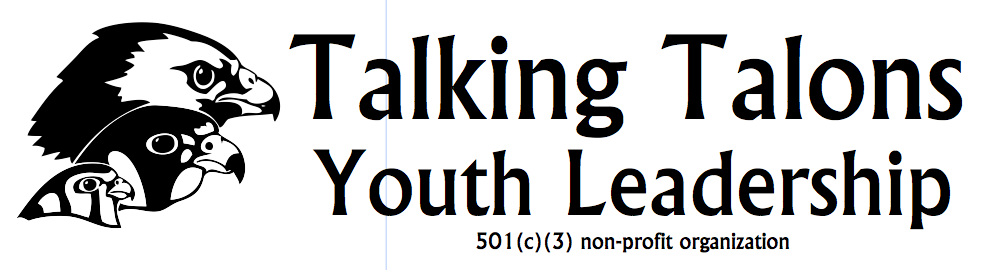 Talking Talons
Youth Leadership
501(c)(3) non-profit organization